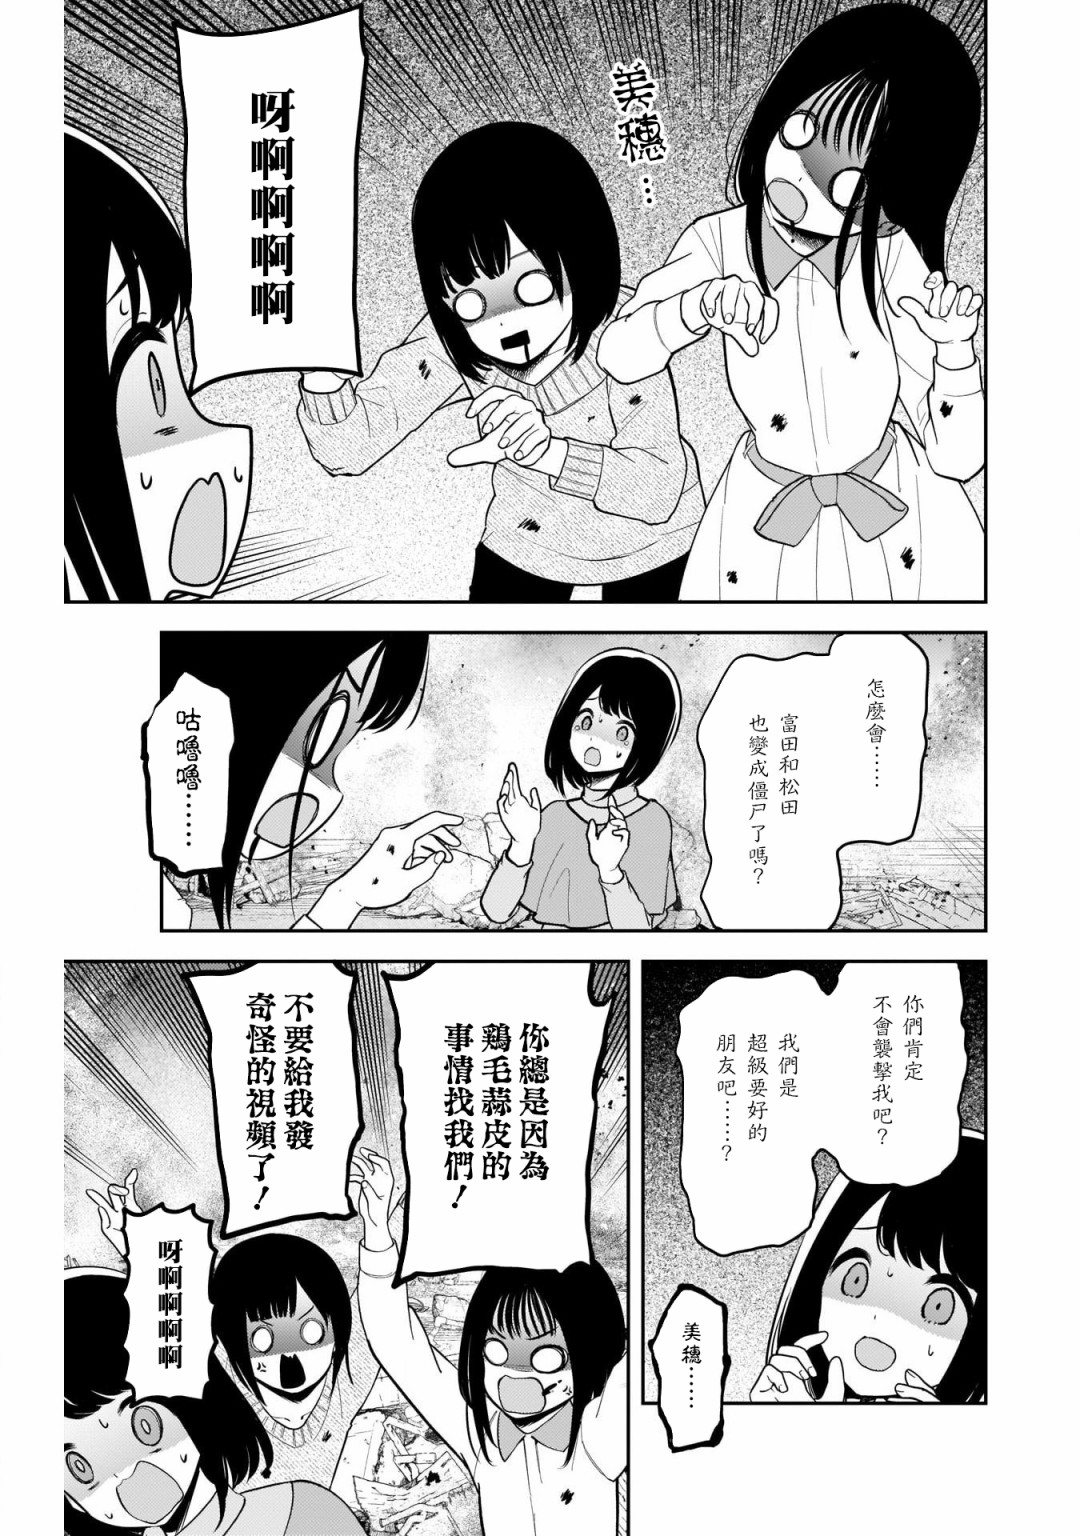 美穗…
呀啊啊啊啊
怎麼會……
富田和松田
也變成僵尸了嗎？
咕嚕嚕……
你們肯定
不會襲擊我吧？
我們是
超級要好的
朋友吧……？
美穗……
你總是因為
鷄毛蒜皮的
事情找我們！
不要給我發
奇怪的視頻了！
呀啊啊啊啊啊